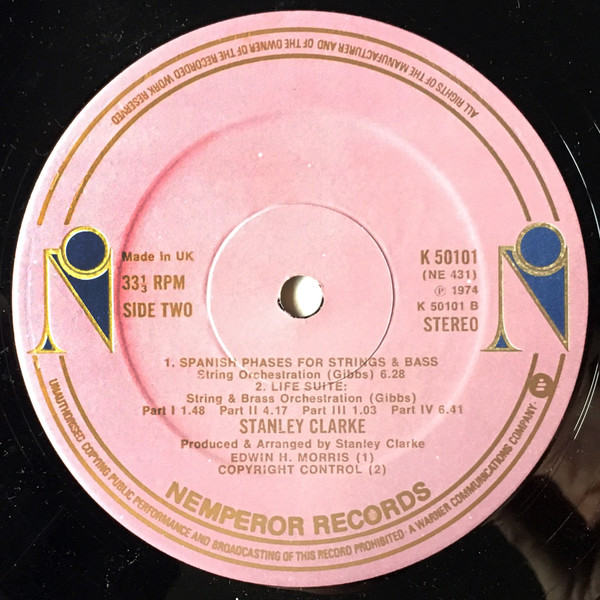 ALL RIGHTS OF THE MANUFACTURER AND OF THE OWNER OF THE RECORDED WORK RESERVED
Made in UK
33⅓ RPM
SIDE TWO
K 50101
(NE 431)
Ⓟ 1974
K 50101 B
STEREO
1. SPANISH PHASES FOR STRINGS & BASS
String Orchestration (Gibbs) 6.28
2. LIFE SUITE:
String & Brass Orchestration (Gibbs)
Part I 1.48 Part II 4.17 Part III 1.03 Part IV 6.41
STANLEY CLARKE
Produced & Arranged by Stanley Clarke
EDWIN H. MORRIS (1)
COPYRIGHT CONTROL (2)
NEMPEROR RECORDS
UNAUTHORISED COPYING PUBLIC PERFORMANCE AND BROADCASTING OF THIS RECORD PROHIBITED · A WARNER COMMUNICATIONS COMPANY ·